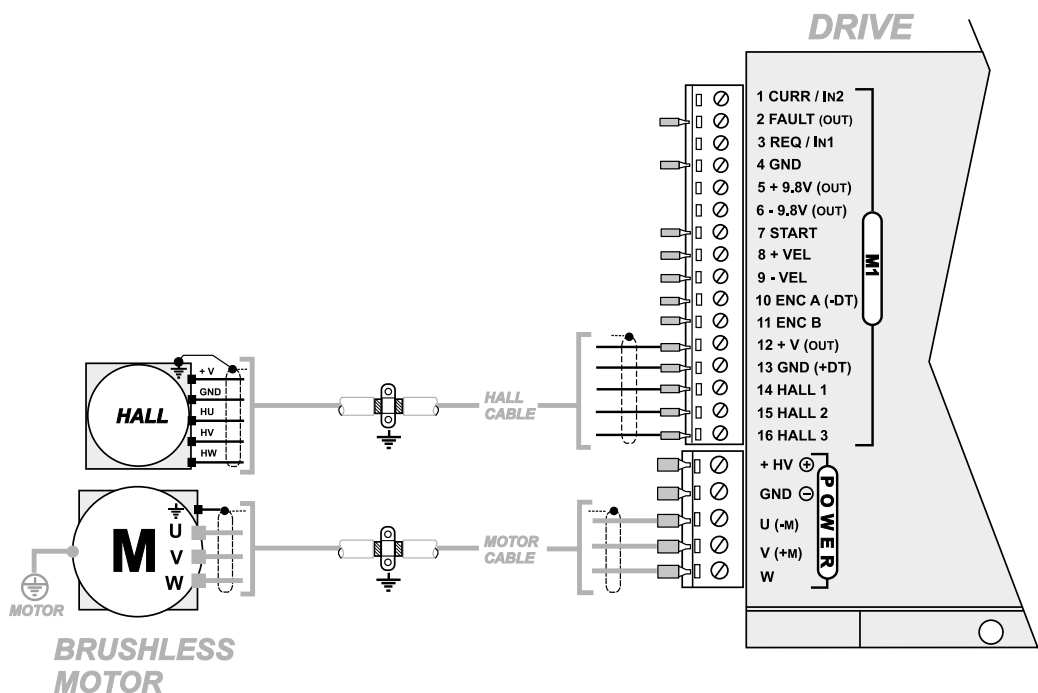 DRIVE
1 CURR / IN2
2 FAULT (OUT)
3 REQ / IN1
4 GND
5 + 9.8V (OUT)
6 - 9.8V (OUT)
7 START
8 + VEL
9 - VEL
10 ENC A (-DT)
11 ENC B
12 + V (OUT)
13 GND (+DT)
14 HALL 1
15 HALL 2
16 HALL 3
M1
+ HV ⊕
GND ⊖
U (-M)
V (+M)
W
POWER
HALL
+ V
GND
HU
HV
HW
HALL
CABLE
M
U
V
W
MOTOR
CABLE
MOTOR
BRUSHLESS
MOTOR